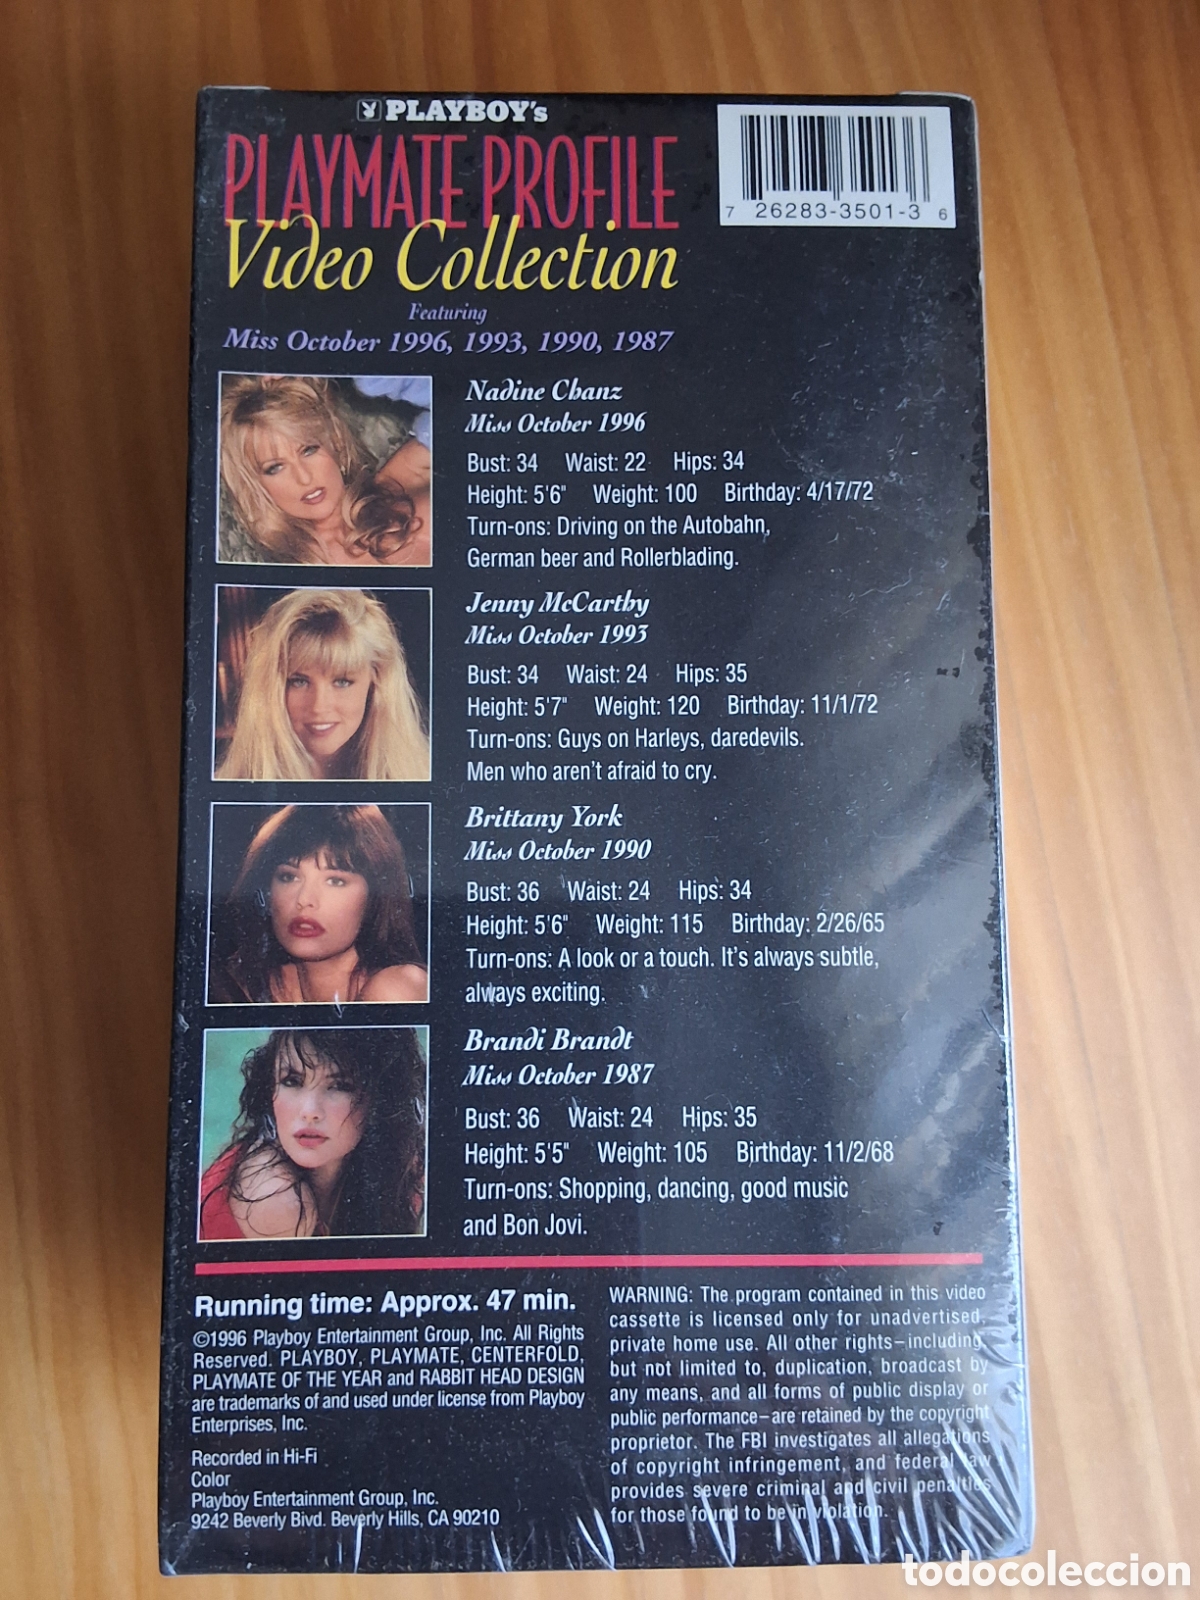 PLAYBOY's
PLAYMATE PROFILE
Video Collection
7 26283-3501-3 6
Featuring
Miss October 1996, 1993, 1990, 1987
Nadine Chanz
Miss October 1996
Bust: 34 Waist: 22 Hips: 34
Height: 5'6" Weight: 100 Birthday: 4/17/72
Turn-ons: Driving on the Autobahn,
German beer and Rollerblading.
Jenny McCarthy
Miss October 1993
Bust: 34 Waist: 24 Hips: 35
Height: 5'7" Weight: 120 Birthday: 11/1/72
Turn-ons: Guys on Harleys, daredevils.
Men who aren't afraid to cry.
Brittany York
Miss October 1990
Bust: 36 Waist: 24 Hips: 34
Height: 5'6" Weight: 115 Birthday: 2/26/65
Turn-ons: A look or a touch. It's always subtle,
always exciting.
Brandi Brandt
Miss October 1987
Bust: 36 Waist: 24 Hips: 35
Height: 5'5" Weight: 105 Birthday: 11/2/68
Turn-ons: Shopping, dancing, good music
and Bon Jovi.
Running time: Approx. 47 min.
©1996 Playboy Entertainment Group, Inc. All Rights
Reserved. PLAYBOY, PLAYMATE, CENTERFOLD,
PLAYMATE OF THE YEAR and RABBIT HEAD DESIGN
are trademarks of and used under license from Playboy
Enterprises, Inc.
Recorded in Hi-Fi
Color
Playboy Entertainment Group, Inc.
9242 Beverly Blvd. Beverly Hills, CA 90210
WARNING: The program contained in this video
cassette is licensed only for unadvertised,
private home use. All other rights–including,
but not limited to, duplication, broadcast by
any means, and all forms of public display or
public performance–are retained by the copyright
proprietor. The FBI investigates all allegations
of copyright infringement, and federal law
provides severe criminal and civil penalties
for those found to be in violation.
todocoleccion